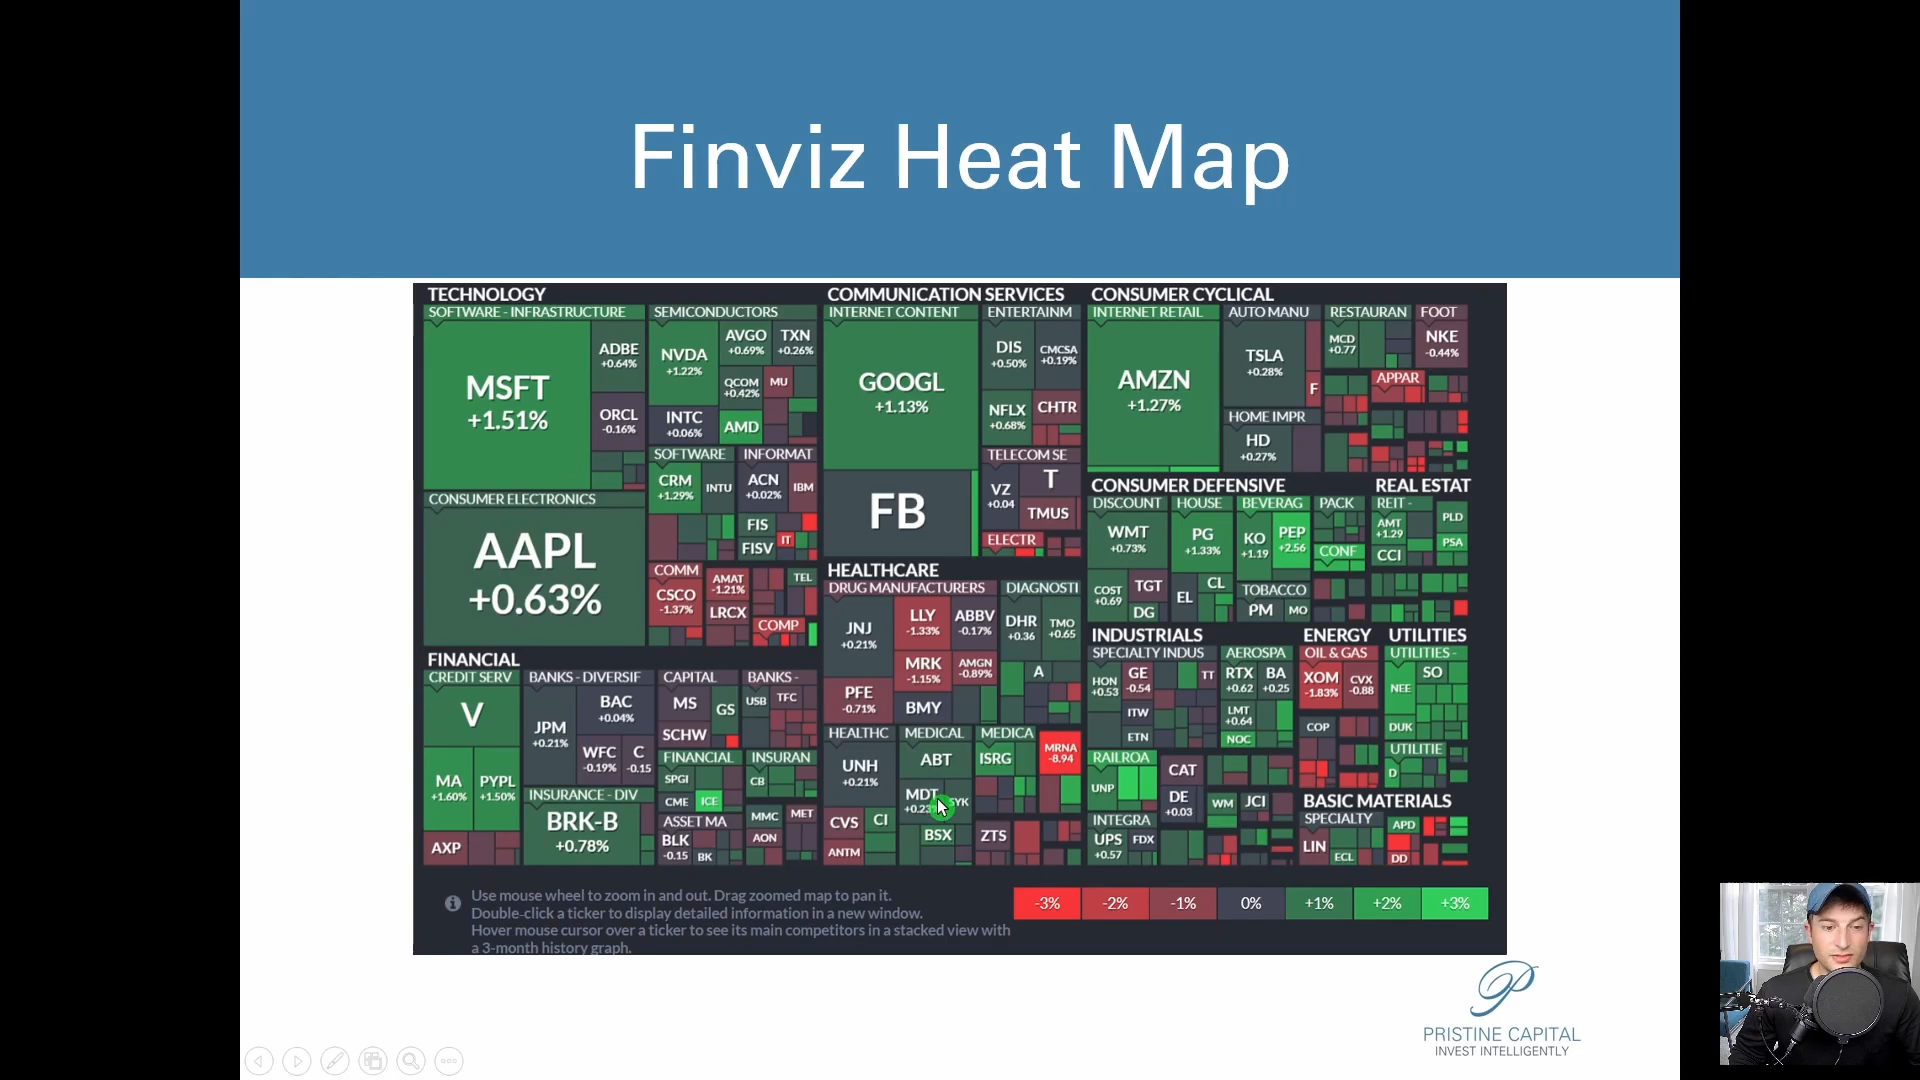 Finviz Heat Map
TECHNOLOGY
SOFTWARE - INFRASTRUCTURE
MSFT
+1.51%
ADBE
+0.64%
ORCL
-0.16%
SEMICONDUCTORS
NVDA
+1.22%
AVGO
+0.69%
TXN
+0.26%
QCOM
+0.42%
MU
INTC
+0.06%
AMD
SOFTWARE
CRM
+1.29%
INTU
INFORMAT
ACN
+0.02%
IBM
FIS
FISV
IT
CONSUMER ELECTRONICS
AAPL
+0.63%
COMM
CSCO
-1.37%
AMAT
-1.21%
LRCX
TEL
COMP
COMMUNICATION SERVICES
INTERNET CONTENT
GOOGL
+1.13%
FB
ENTERTAINM
DIS
+0.50%
CMCSA
+0.19%
NFLX
+0.68%
CHTR
TELECOM SE
VZ
+0.04
T
TMUS
ELECTR
CONSUMER CYCLICAL
INTERNET RETAIL
AMZN
+1.27%
AUTO MANU
TSLA
+0.28%
F
HOME IMPR
HD
+0.27%
RESTAURAN
MCD
+0.77
FOOT
NKE
-0.44%
APPAR
CONSUMER DEFENSIVE
DISCOUNT
WMT
+0.73%
COST
+0.69
TGT
DG
HOUSE
PG
+1.33%
EL
CL
BEVERAG
KO
+1.19
PEP
+2.56
TOBACCO
PM
MO
PACK
CONF
REAL ESTAT
REIT -
AMT
+1.29
CCI
PLD
PSA
HEALTHCARE
DRUG MANUFACTURERS
JNJ
+0.21%
LLY
-1.33%
ABBV
-0.17%
MRK
-1.15%
AMGN
-0.89%
PFE
-0.71%
BMY
DIAGNOSTI
DHR
+0.36
TMO
+0.65
A
HEALTHC
UNH
+0.21%
CVS
CI
ANTM
MEDICAL
ABT
MDT
BSX
MEDICA
ISRG
MRNA
-8.94
ZTS
FINANCIAL
CREDIT SERV
V
MA
+1.60%
PYPL
+1.50%
AXP
BANKS - DIVERSIF
JPM
+0.21%
BAC
+0.04%
WFC
-0.19%
C
-0.15
INSURANCE - DIV
BRK-B
+0.78%
CAPITAL
MS
GS
SCHW
BANKS -
USB
TFC
FINANCIAL
SPGI
CME
ICE
INSURAN
CB
MMC
MET
AON
ASSET MA
BLK
-0.15
BK
INDUSTRIALS
SPECIALTY INDUS
HON
+0.53
GE
-0.54
TT
ITW
ETN
AEROSPA
RTX
+0.62
BA
+0.25
LMT
+0.64
NOC
RAILROA
UNP
CAT
DE
+0.03
WM
JCI
INTEGRA
UPS
+0.57
FDX
ENERGY
OIL & GAS
XOM
-1.83%
CVX
-0.88
COP
UTILITIES
UTILITIES -
NEE
SO
DUK
UTILITIE
D
BASIC MATERIALS
SPECIALTY
LIN
ECL
APD
DD
Use mouse wheel to zoom in and out. Drag zoomed map to pan it.
Double-click a ticker to display detailed information in a new window.
Hover mouse cursor over a ticker to see its main competitors in a stacked view with
a 3-month history graph.
-3%
-2%
-1%
0%
+1%
+2%
+3%
P
PRISTINE CAPITAL
INVEST INTELLIGENTLY